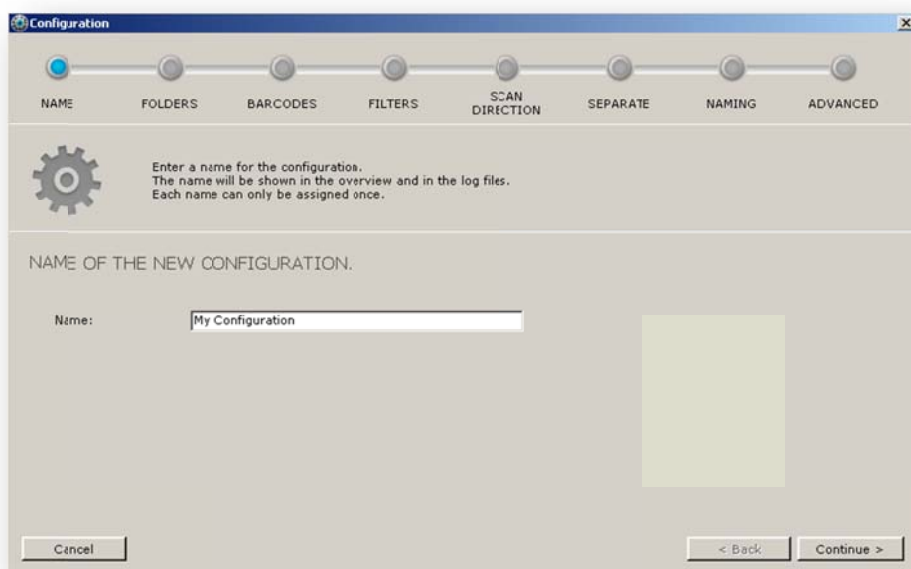 Configuration
NAME
FOLDERS
BARCODES
FILTERS
SCAN
DIRECTION
SEPARATE
NAMING
ADVANCED
Enter a name for the configuration.
The name will be shown in the overview and in the log files.
Each name can only be assigned once.
NAME OF THE NEW CONFIGURATION.
Name:
My Configuration
Cancel
< Back
Continue >